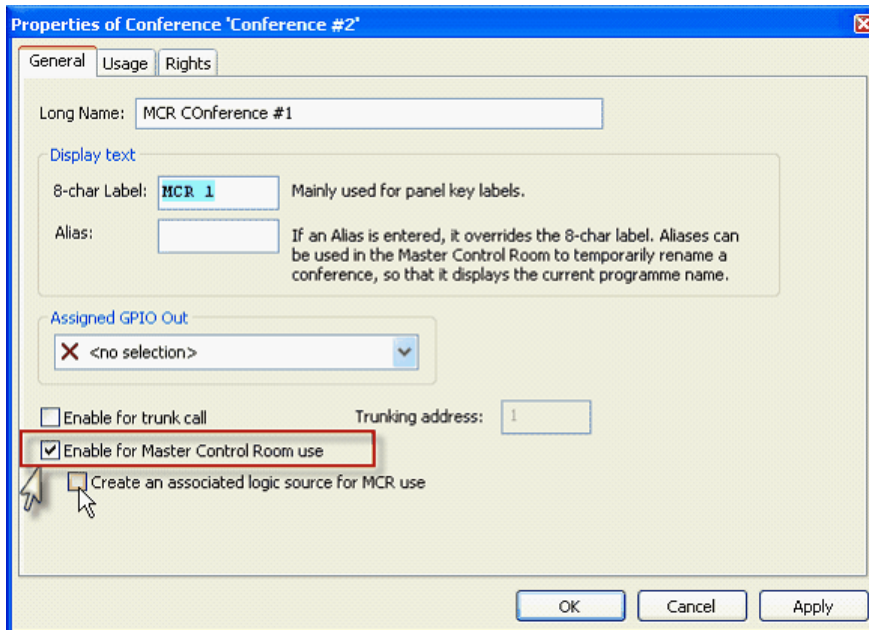 Properties of Conference 'Conference #2'
General Usage Rights
Long Name: MCR COnference #1
Display text
8-char Label: MCR 1 Mainly used for panel key labels.
Alias: If an Alias is entered, it overrides the 8-char label. Aliases can
be used in the Master Control Room to temporarily rename a
conference, so that it displays the current programme name.
Assigned GPIO Out
<no selection>
Enable for trunk call Trunking address: 1
Enable for Master Control Room use
Create an associated logic source for MCR use
OK Cancel Apply